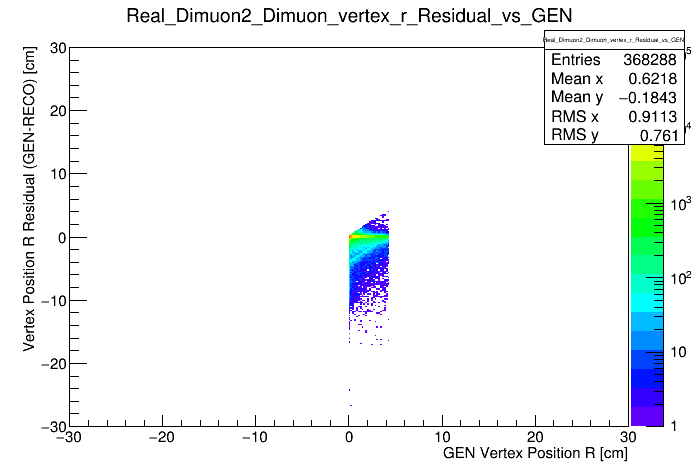 Real_Dimuon2_Dimuon_vertex_r_Residual_vs_GEN
Real_Dimuon2_Dimuon_vertex_r_Residual_vs_GEN
Entries 368288
Mean x 0.6218
Mean y −0.1843
RMS x 0.9113
RMS y 0.761
Vertex Position R Residual (GEN-RECO) [cm]
30
20
10
0
−10
−20
−30
−30 −20 −10 0 10 20 30
GEN Vertex Position R [cm]
5
4
10³
10²
10
1